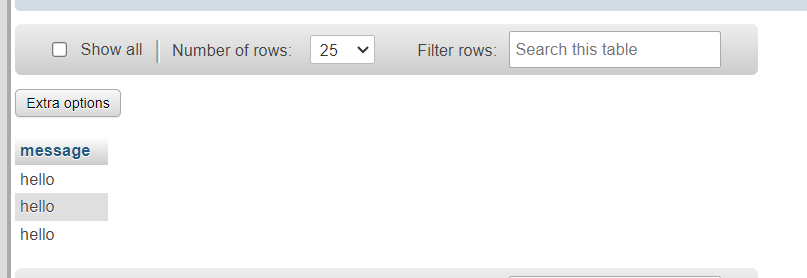 Show all Number of rows: 25 Filter rows: Search this table
Extra options
message
hello
hello
hello